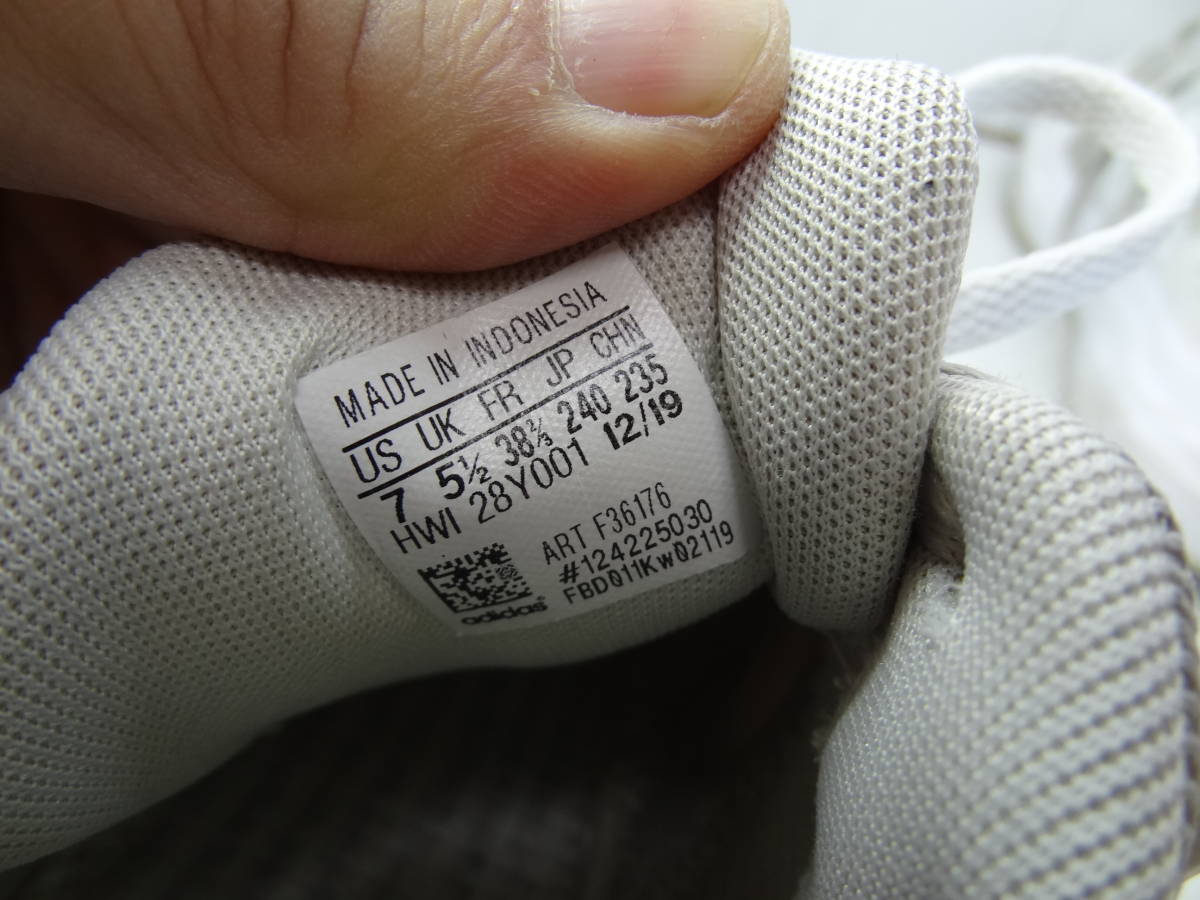 MADE IN INDONESIA
US UK FR JP CHN
7 5½ 38⅔ 240 235
HWI 28Y001 12/19
ART F36176
#124225030
FBD011Kw02119
adidas